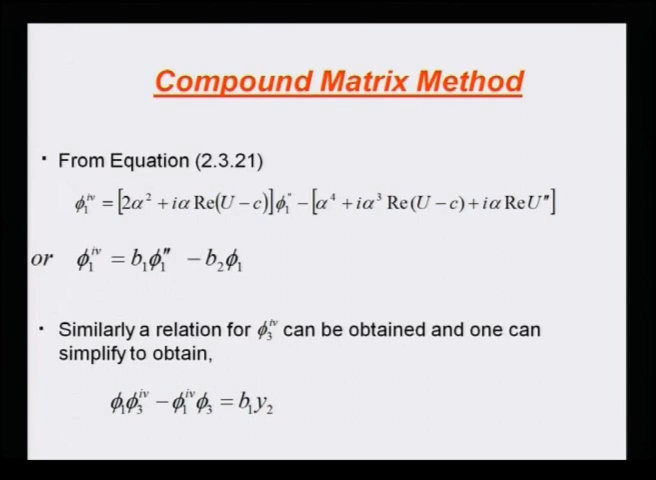 Compound Matrix Method
· From Equation (2.3.21)
ϕ₁ⁱᵛ = [2α² + iα Re(U − c)]ϕ₁″ − [α⁴ + iα³ Re(U − c) + iα Re U″]
or ϕ₁ⁱᵛ = b₁ϕ₁″ − b₂ϕ₁
· Similarly a relation for ϕ₃ⁱᵛ can be obtained and one can
simplify to obtain,
ϕ₁ϕ₃ⁱᵛ − ϕ₁ⁱᵛϕ₃ = b₁y₂